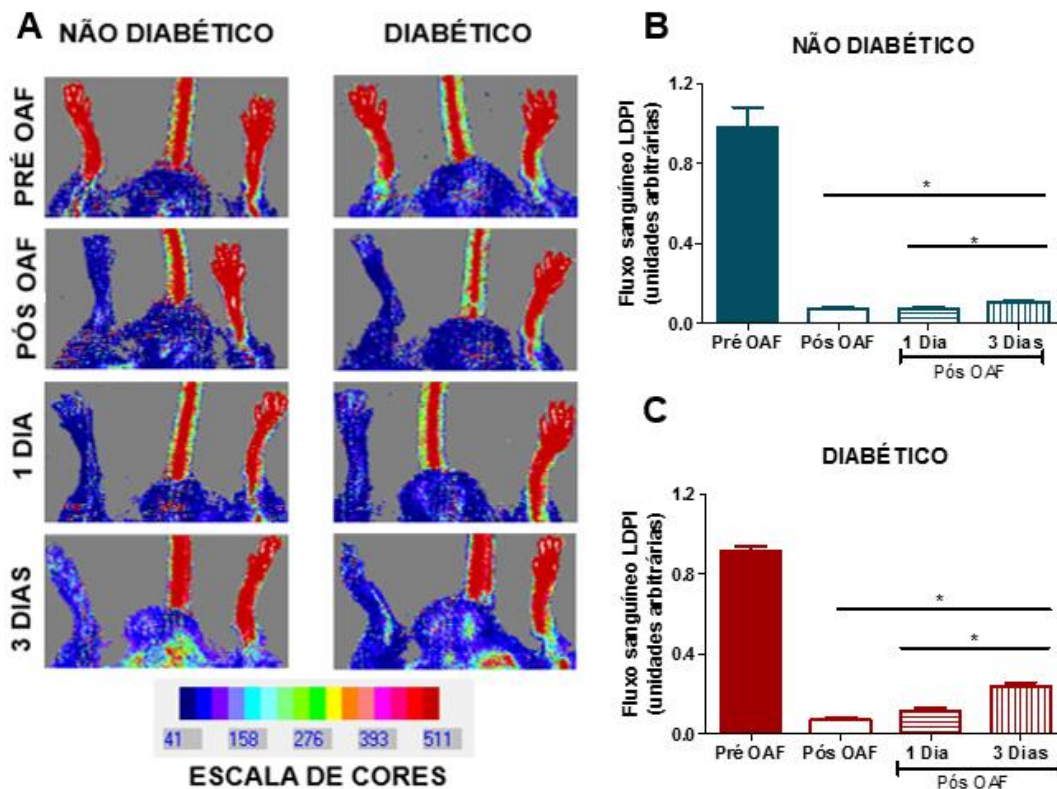 A
NÃO DIABÉTICO
DIABÉTICO
PRÉ OAF
PÓS OAF
1 DIA
3 DIAS
41 158 276 393 511
ESCALA DE CORES
B
NÃO DIABÉTICO
Fluxo sanguíneo LDPI
(unidades arbitrárias)
1.2
0.8
0.4
0.0
*
*
Pré OAF Pós OAF 1 Dia 3 Dias
Pós OAF
C
DIABÉTICO
Fluxo sanguíneo LDPI
(unidades arbitrárias)
1.2
0.8
0.4
0.0
*
*
Pré OAF Pós OAF 1 Dia 3 Dias
Pós OAF